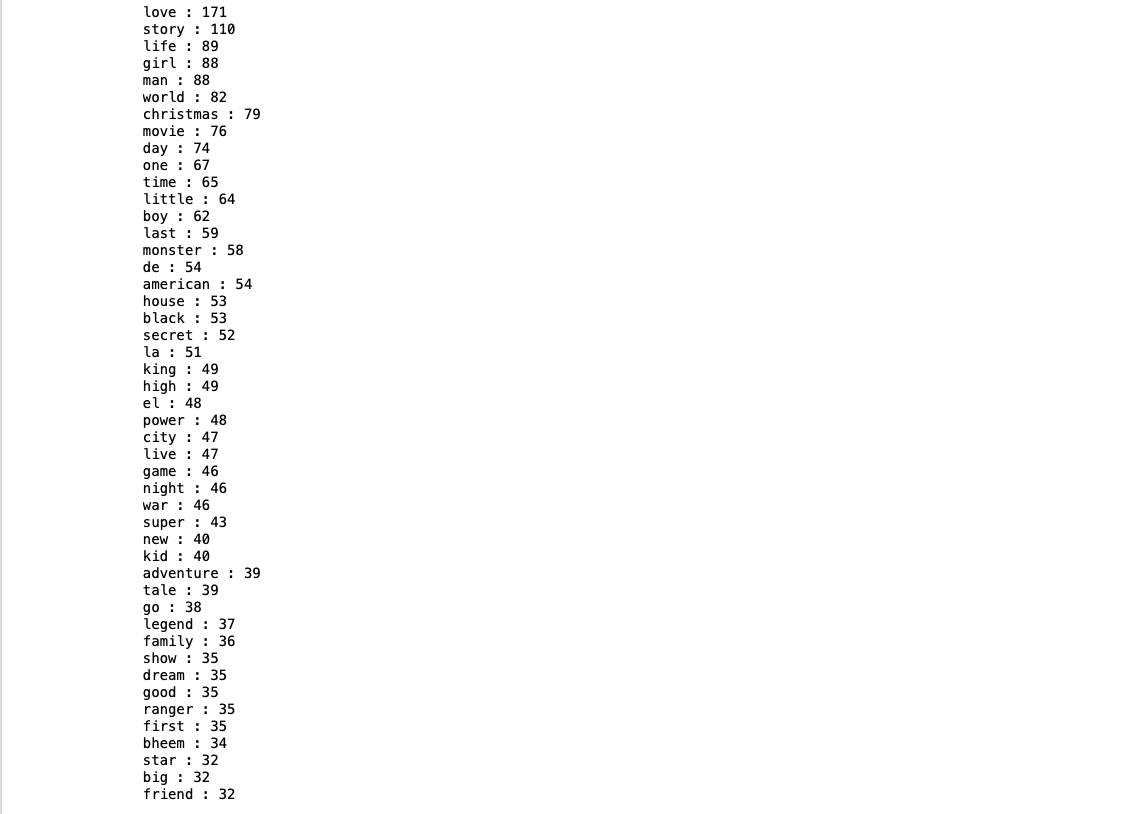 love : 171
story : 110
life : 89
girl : 88
man : 88
world : 82
christmas : 79
movie : 76
day : 74
one : 67
time : 65
little : 64
boy : 62
last : 59
monster : 58
de : 54
american : 54
house : 53
black : 53
secret : 52
la : 51
king : 49
high : 49
el : 48
power : 48
city : 47
live : 47
game : 46
night : 46
war : 46
super : 43
new : 40
kid : 40
adventure : 39
tale : 39
go : 38
legend : 37
family : 36
show : 35
dream : 35
good : 35
ranger : 35
first : 35
bheem : 34
star : 32
big : 32
friend : 32